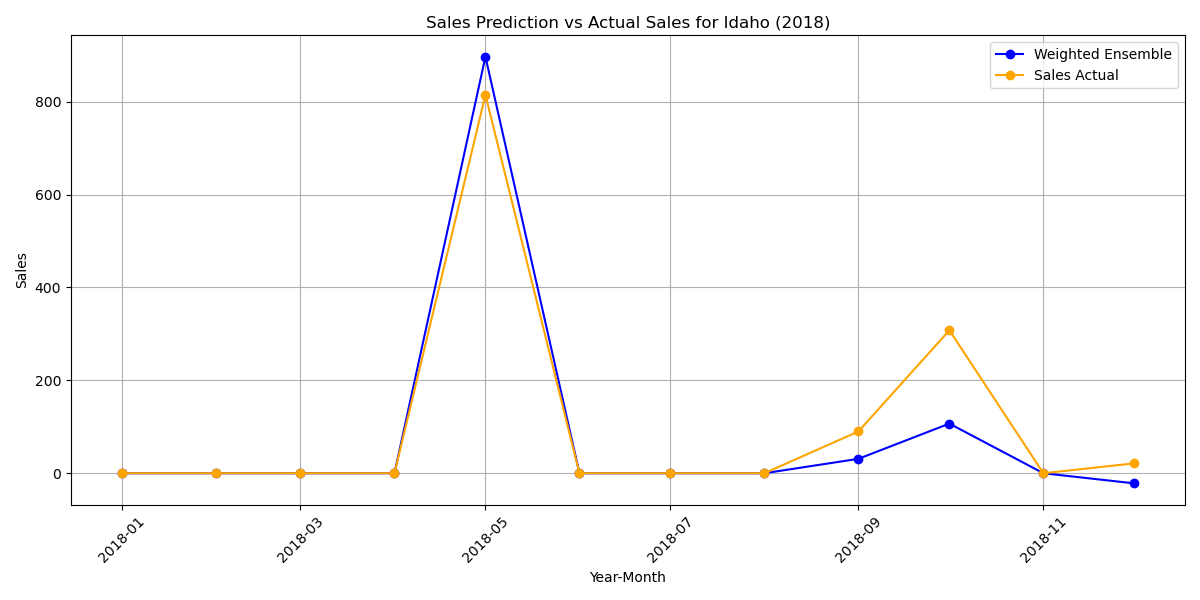 Sales Prediction vs Actual Sales for Idaho (2018)
Weighted Ensemble
Sales Actual
Sales
800
600
400
200
0
2018-01
2018-03
2018-05
2018-07
2018-09
2018-11
Year-Month